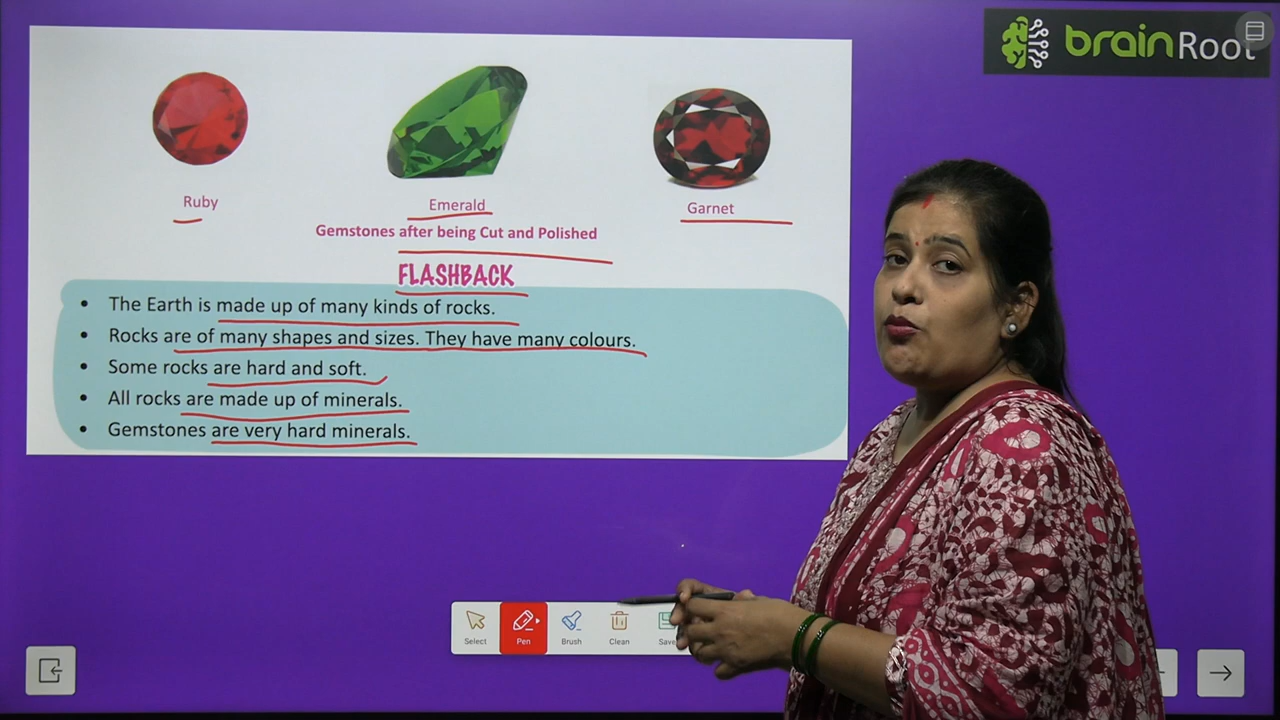 brainRoot
Ruby
Emerald
Garnet
Gemstones after being Cut and Polished
FLASHBACK
• The Earth is made up of many kinds of rocks.
• Rocks are of many shapes and sizes. They have many colours.
• Some rocks are hard and soft.
• All rocks are made up of minerals.
• Gemstones are very hard minerals.
Select Pen Brush Clean Save